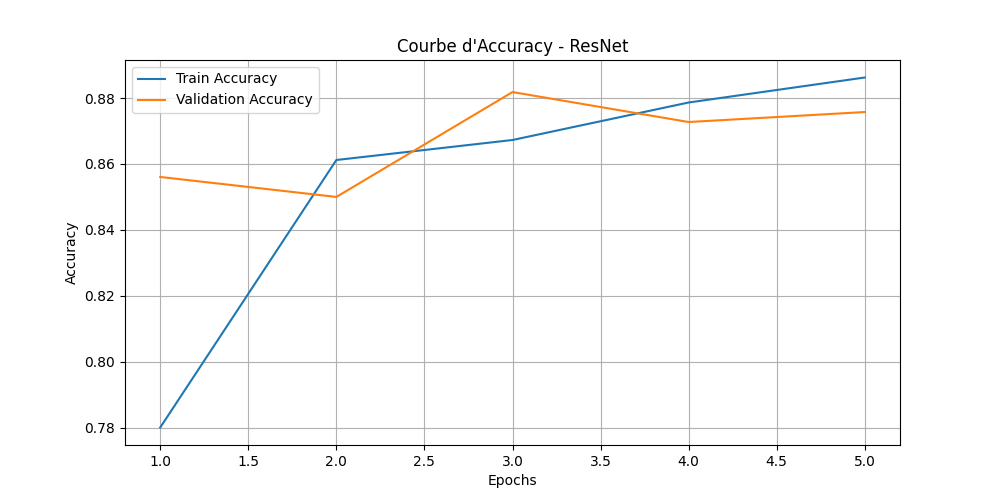 Courbe d'Accuracy - ResNet
Train Accuracy
Validation Accuracy
0.88
0.86
0.84
0.82
0.80
0.78
Accuracy
1.0 1.5 2.0 2.5 3.0 3.5 4.0 4.5 5.0
Epochs